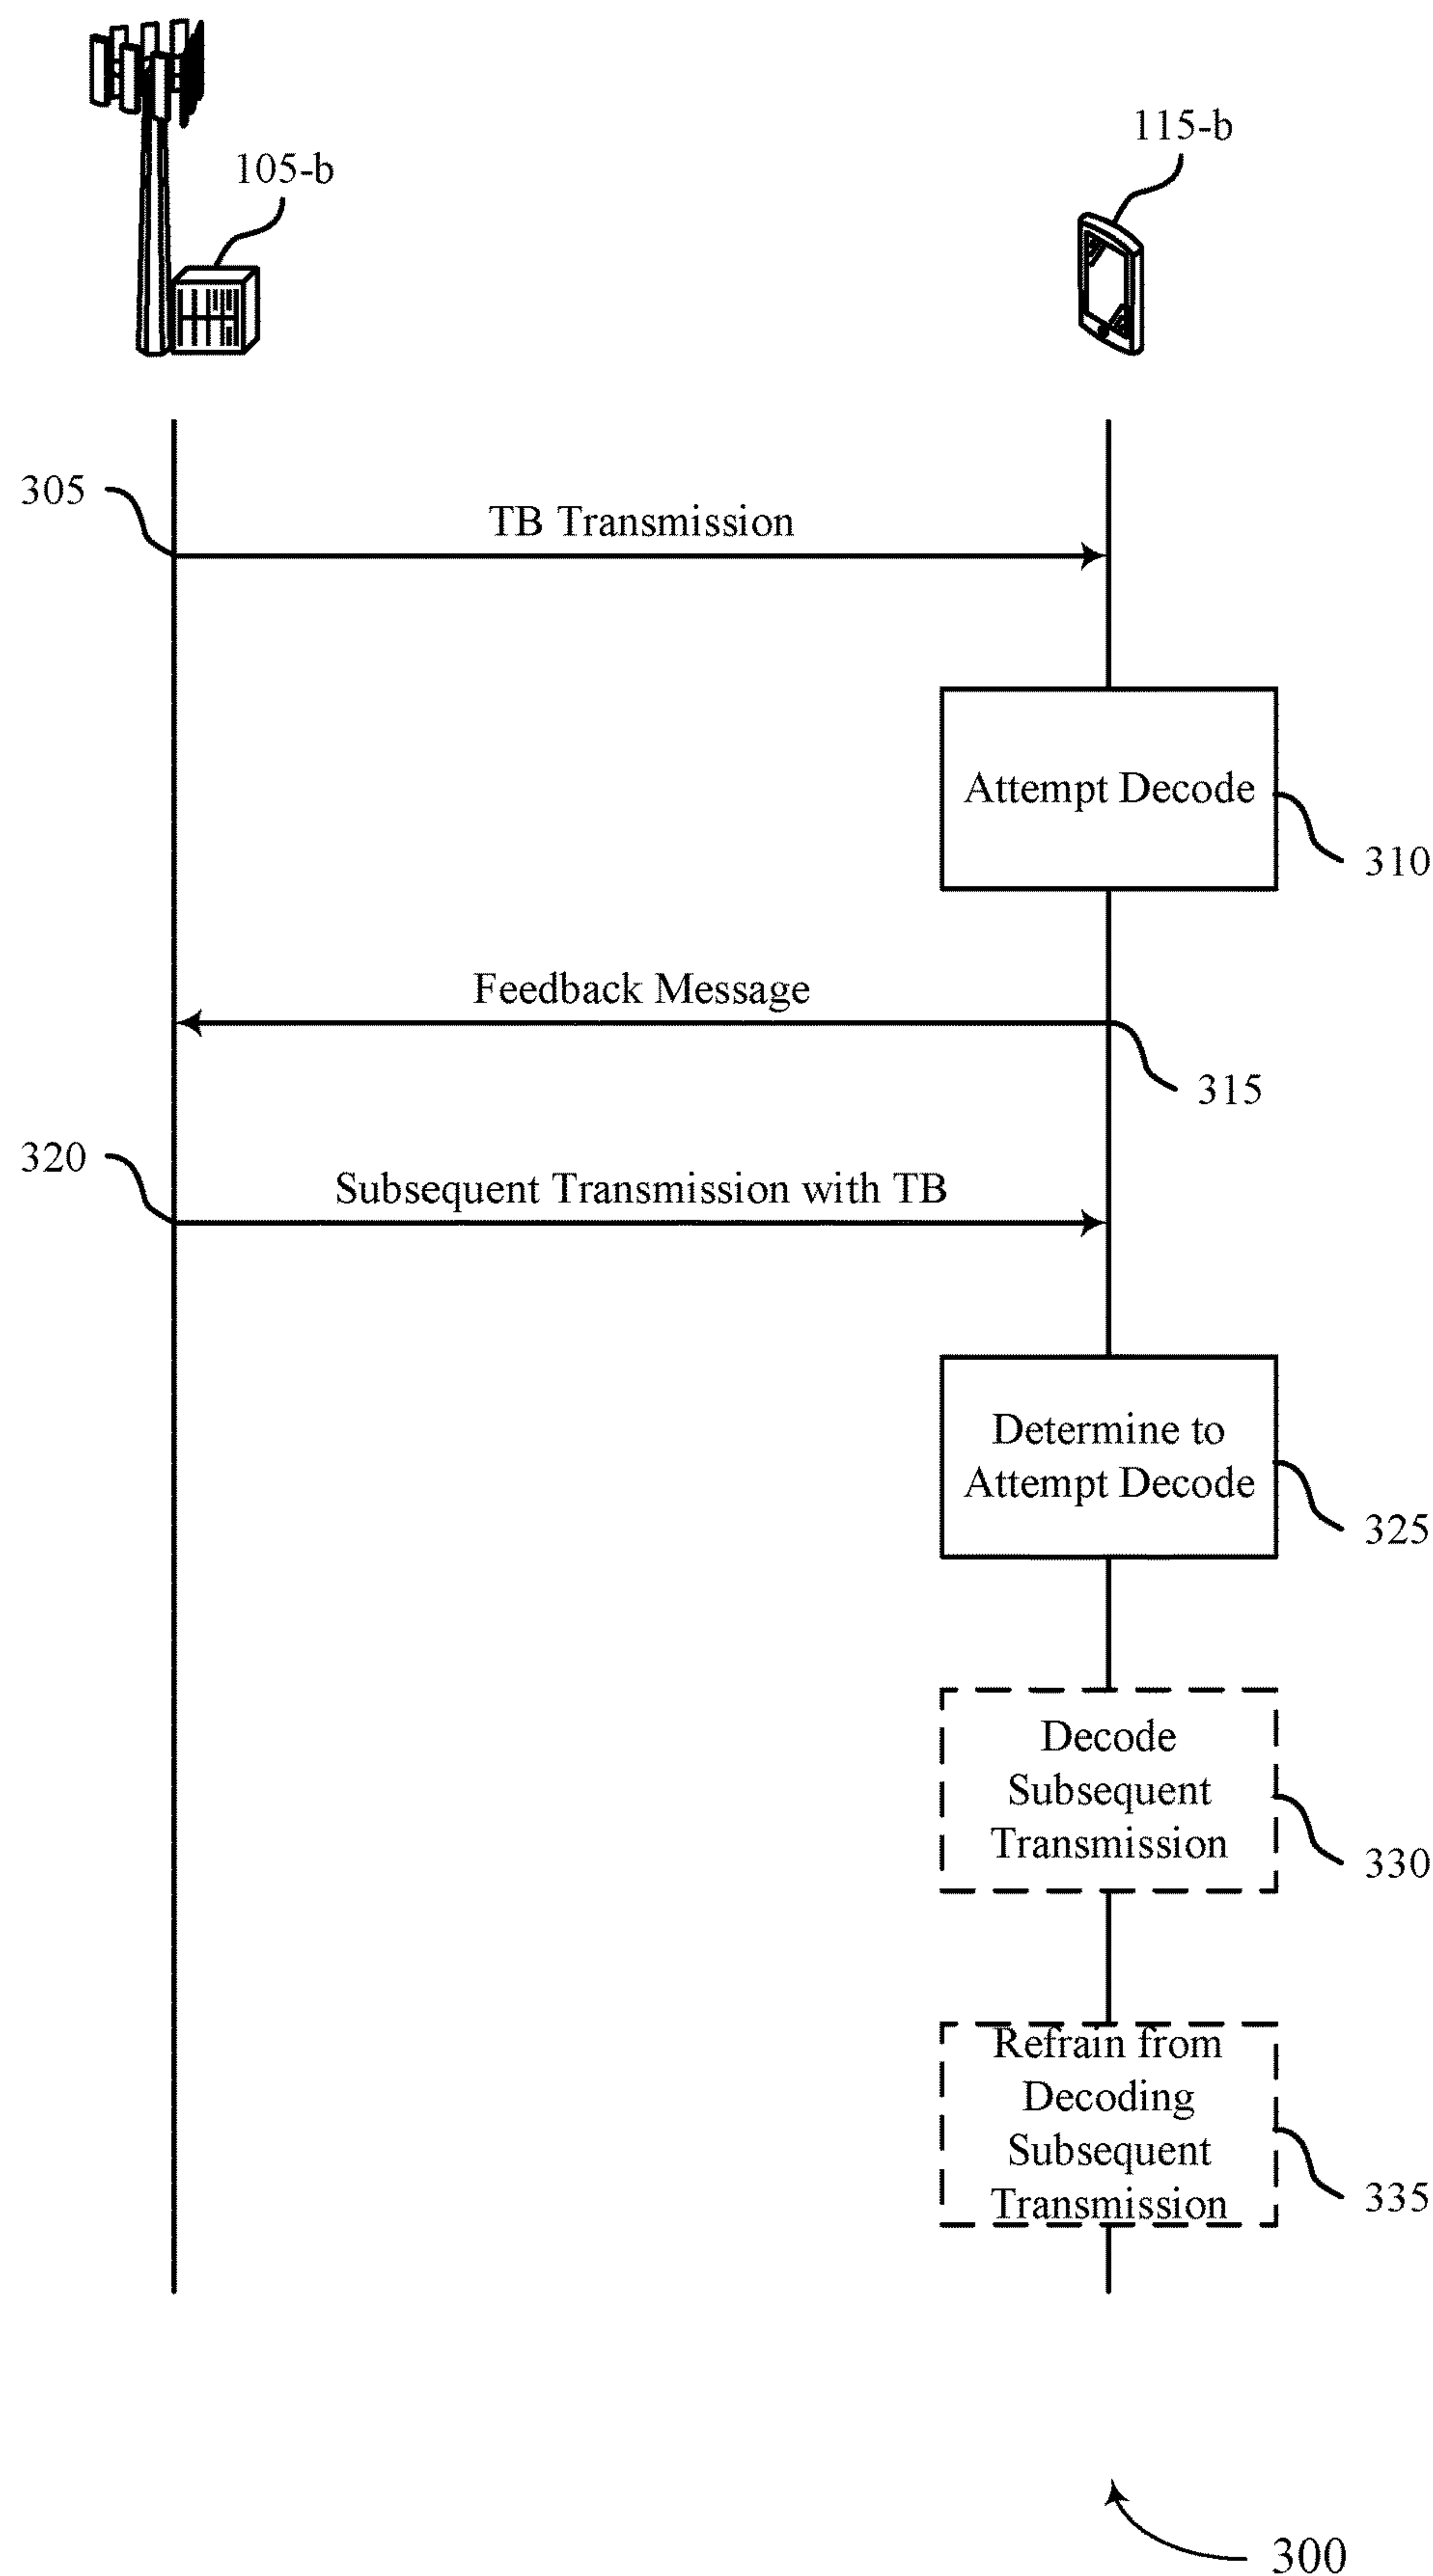 115-b
105-b
305
TB Transmission
Attempt Decode
310
Feedback Message
315
320
Subsequent Transmission with TB
Determine to
Attempt Decode
325
Decode
Subsequent
Transmission
330
Refrain from
Decoding
Subsequent
Transmission
335
300